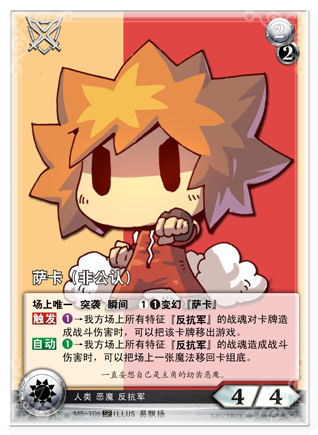 2
2
萨卡（非公认）
场上唯一 突袭 瞬间 1❶变幻『萨卡』
触发 ❶→我方场上所有特征『反抗军』的战魂对卡牌造
成战斗伤害时，可以把该卡牌移出游戏。
自动 ❶→我方场上所有特征『反抗军』的战魂造成战斗
伤害时，可以把场上一张魔法移回卡组底。
一直妄想自己是主角的幼齿恶魔。
人类 恶魔 反抗军
4/4
M5-106 SP ILLUS 易飘扬